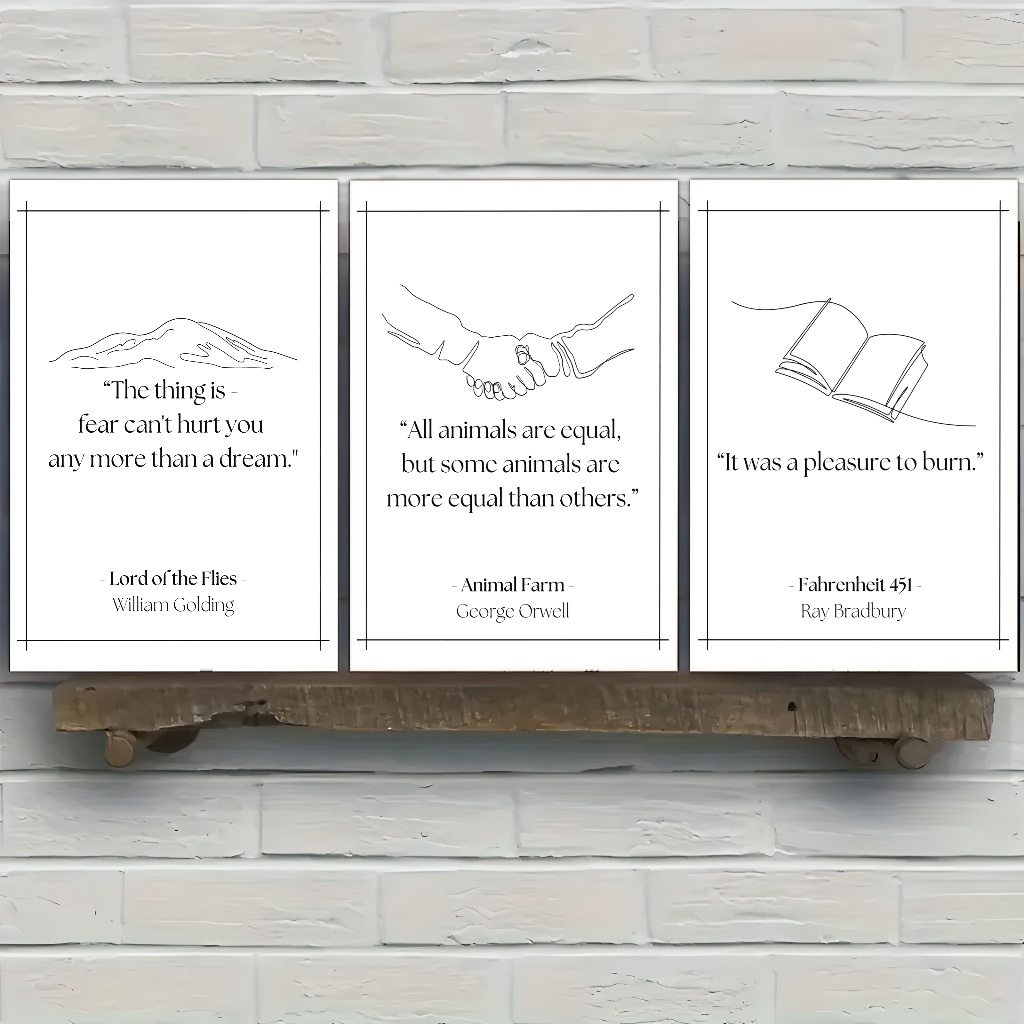 “The thing is -
fear can't hurt you
any more than a dream."
- Lord of the Flies -
William Golding
“All animals are equal,
but some animals are
more equal than others.”
- Animal Farm -
George Orwell
“It was a pleasure to burn.”
- Fahrenheit 451 -
Ray Bradbury